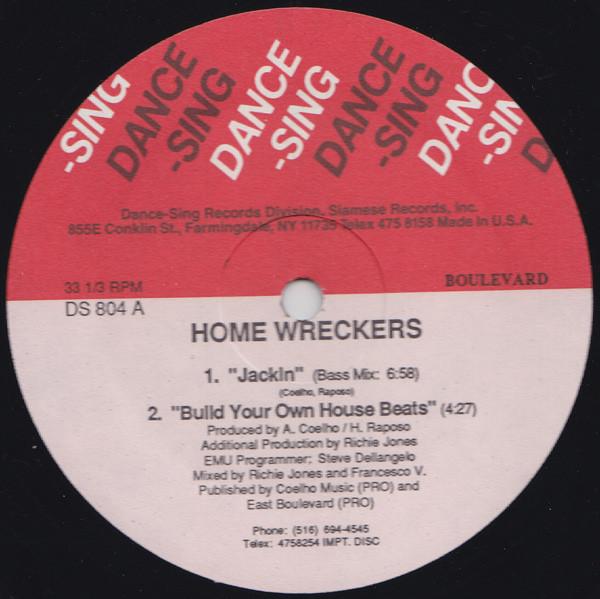 -SING
DANCE
-SING
DANCE
-SING
DANCE
-SING
DANC
-SIN
D
Dance-Sing Records Division, Siamese Records, Inc.
855E Conklin St., Farmingdale, NY 11735 Telex 475 8158 Made In U.S.A.
33 1/3 RPM
BOULEVARD
DS 804 A
HOME WRECKERS
1. "Jackin" (Bass Mix: 6:58)
(Coelho, Raposo)
2. "Build Your Own House Beats" (4:27)
Produced by A. Coelho / H. Raposo
Additional Production by Richie Jones
EMU Programmer; Steve Dellangelo
Mixed by Richie Jones and Francesco V.
Published by Coelho Music (PRO) and
East Boulevard (PRO)
Phone: (516) 694-4545
Telex: 4758254 IMPT. DISC